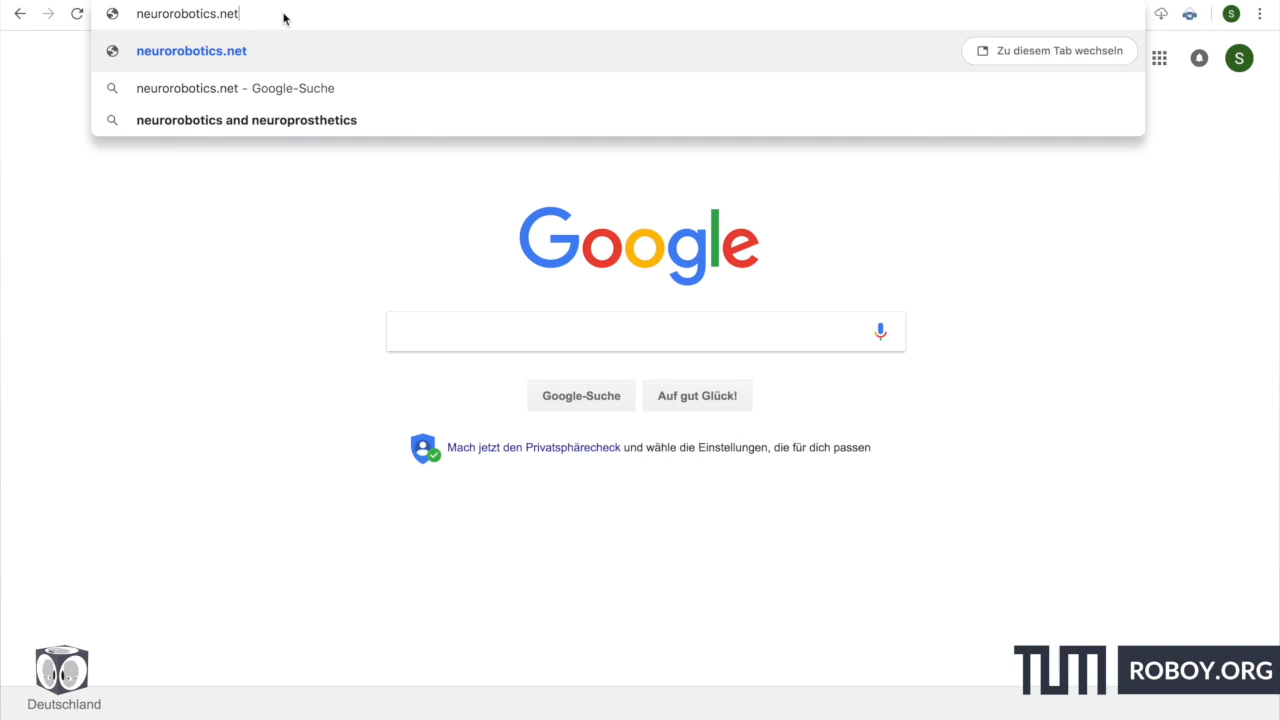 neurorobotics.net
neurorobotics.net
Zu diesem Tab wechseln
neurorobotics.net - Google-Suche
neurorobotics and neuroprosthetics
S
S
Google
Google-Suche
Auf gut Glück!
Mach jetzt den Privatsphärecheck und wähle die Einstellungen, die für dich passen
TUM
ROBOY.ORG
Deutschland